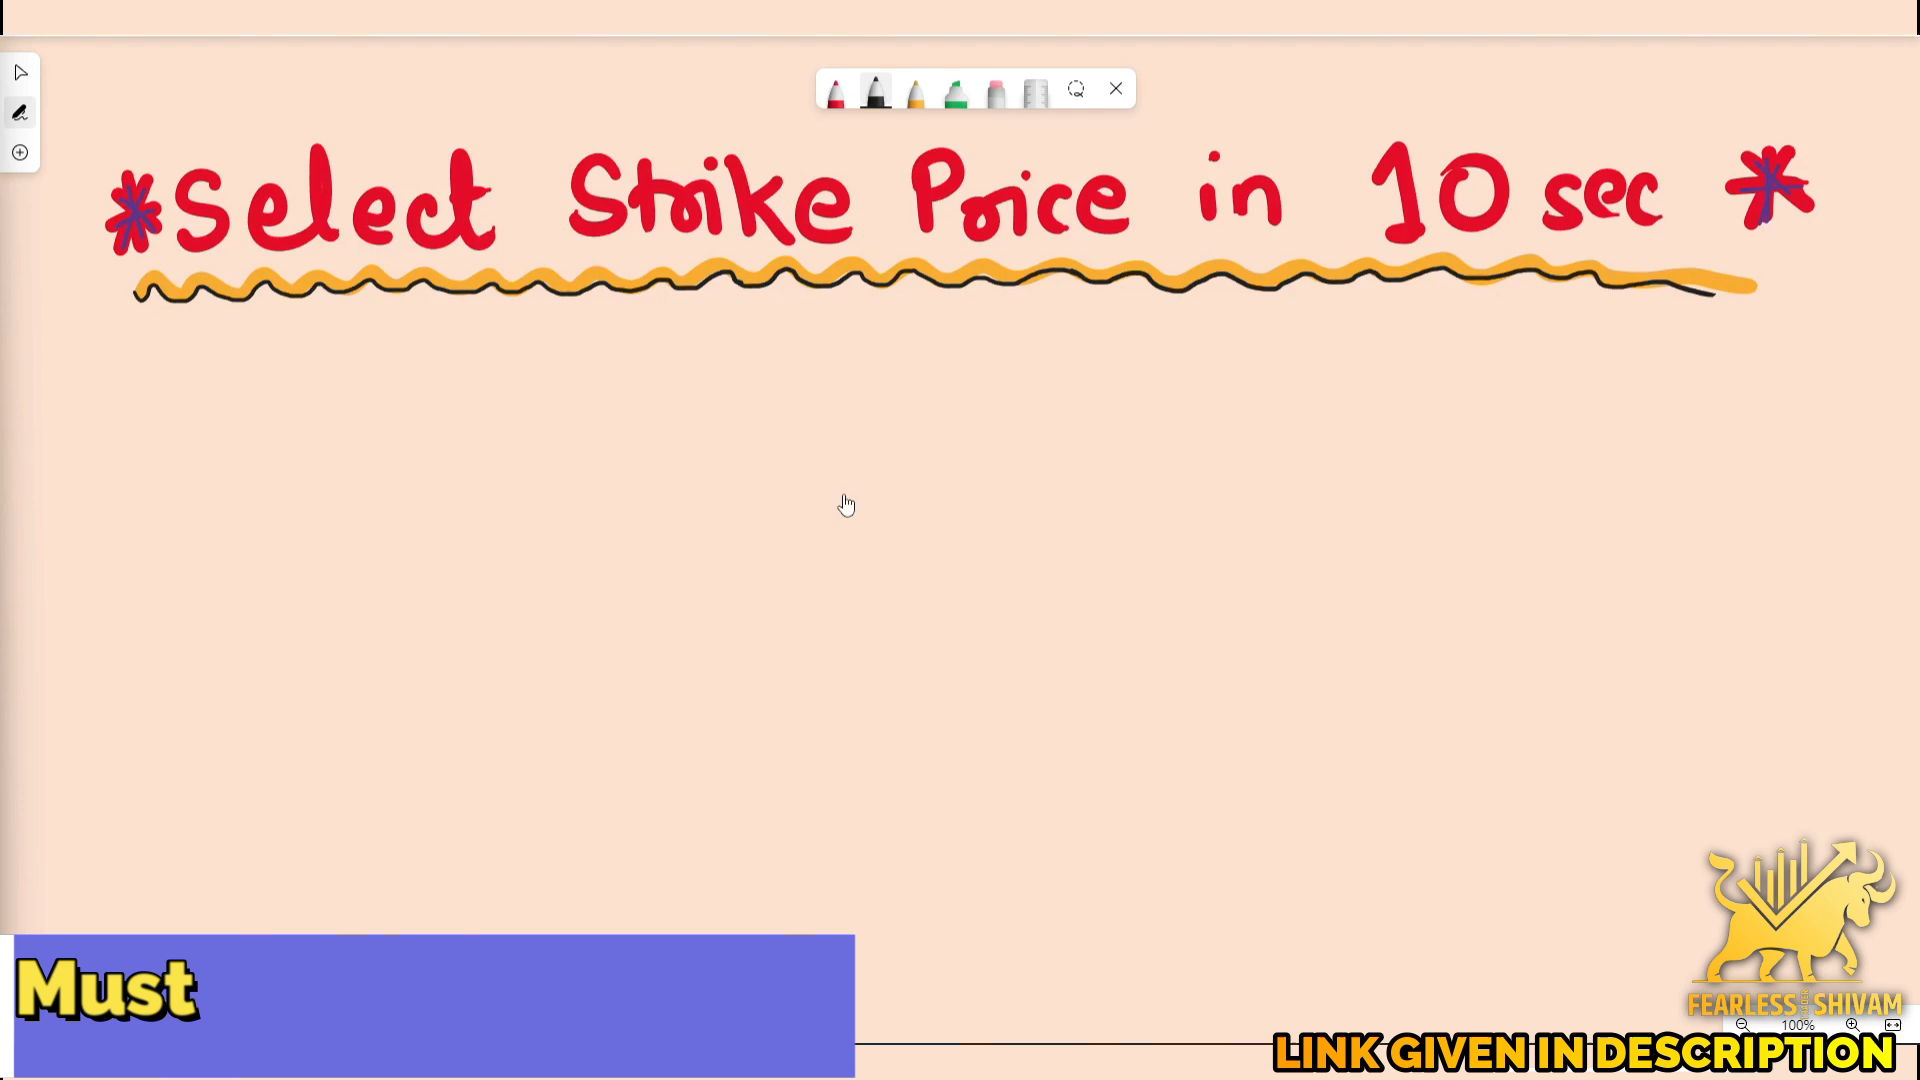 *Select Strike Price in 10 sec *
Must
FEARLESS SHIVAM
100%
LINK GIVEN IN DESCRIPTION